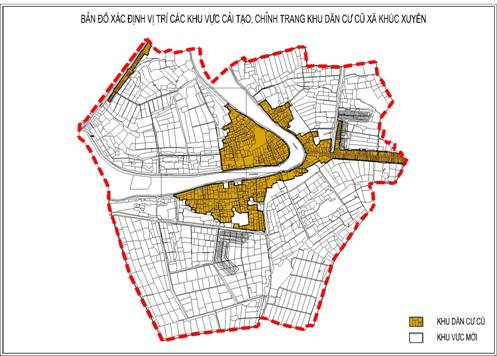 BẢN ĐỒ XÁC ĐỊNH VỊ TRÍ CÁC KHU VỰC CẢI TẠO, CHỈNH TRANG KHU DÂN CƯ CŨ XÃ KHÚC XUYÊN
KHU DÂN CƯ CŨ
KHU VỰC MỚI